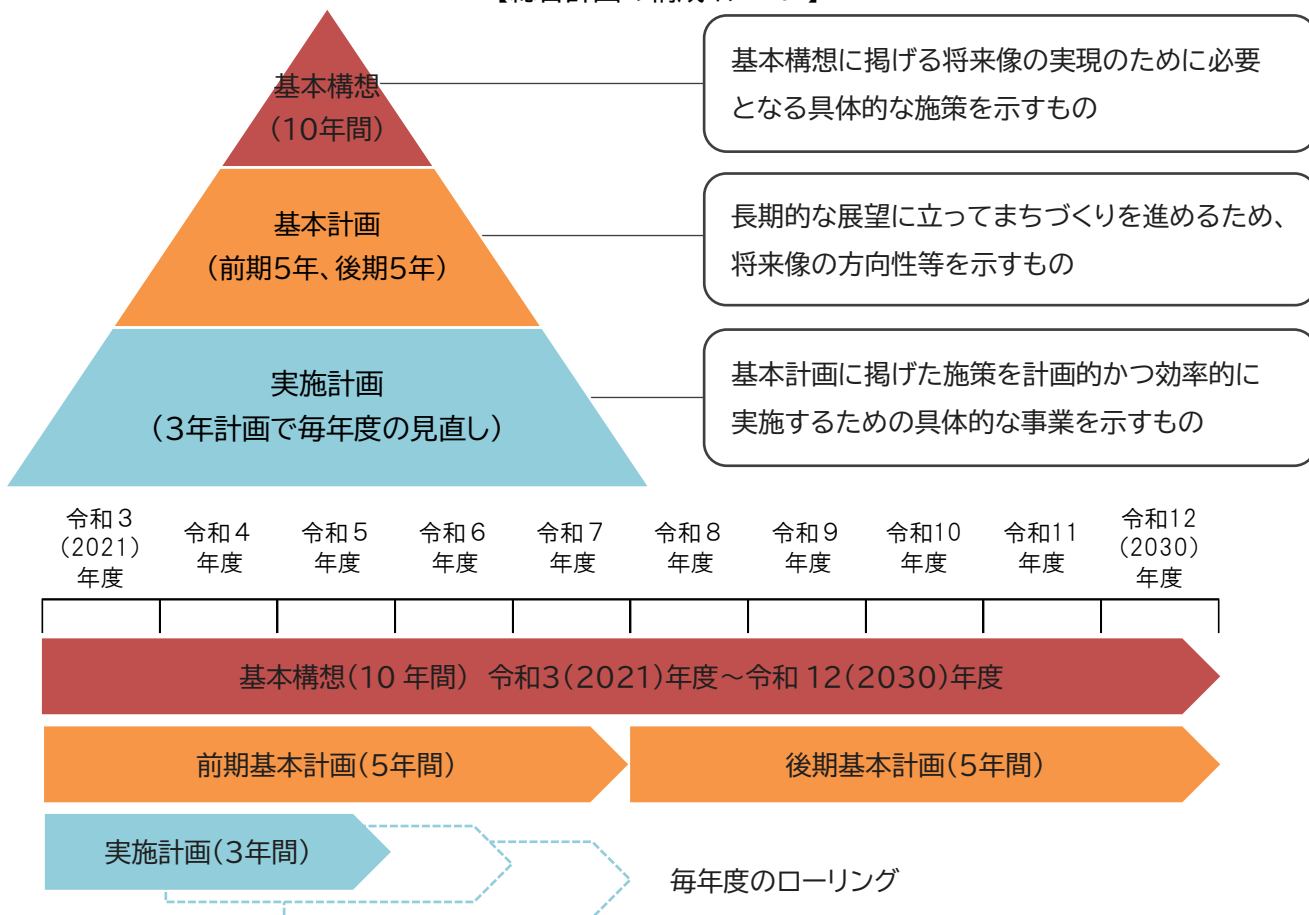 基本構想
(10年間)
基本構想に掲げる将来像の実現のために必要
となる具体的な施策を示すもの
基本計画
(前期5年、後期5年)
長期的な展望に立ってまちづくりを進めるため、
将来像の方向性等を示すもの
実施計画
(3年計画で毎年度の見直し)
基本計画に掲げた施策を計画的かつ効率的に
実施するための具体的な事業を示すもの
令和3
(2021)
年度
令和4
年度
令和5
年度
令和6
年度
令和7
年度
令和8
年度
令和9
年度
令和10
年度
令和11
年度
令和12
(2030)
年度
基本構想(10 年間) 令和3(2021)年度~令和 12(2030)年度
前期基本計画(5年間)
後期基本計画(5年間)
実施計画(3年間)
毎年度のローリング